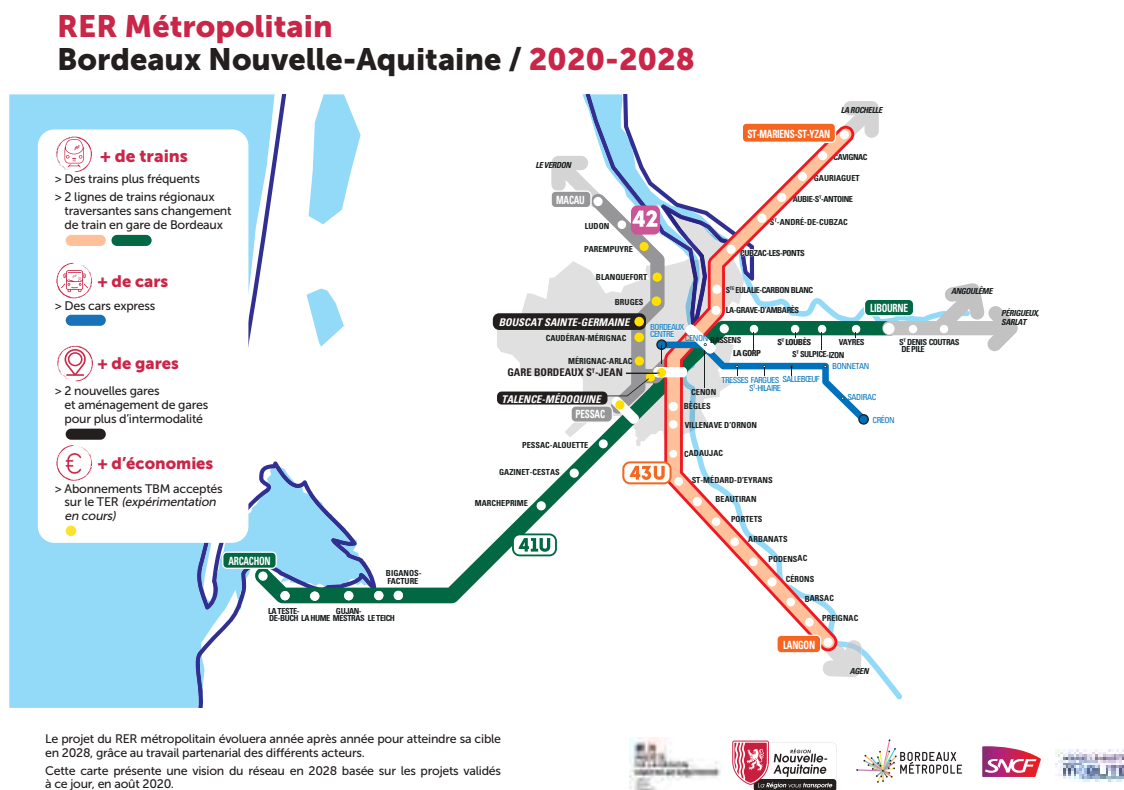 RER Métropolitain
Bordeaux Nouvelle-Aquitaine / 2020-2028
+ de trains
> Des trains plus fréquents
> 2 lignes de trains régionaux
traversantes sans changement
de train en gare de Bordeaux
+ de cars
> Des cars express
+ de gares
> 2 nouvelles gares
et aménagement de gares
pour plus d'intermodalité
€
+ d'économies
> Abonnements TBM acceptés
sur le TER (expérimentation
en cours)
LA ROCHELLE
ST-MARIENS-ST-YZAN
CAVIGNAC
GAURIAGUET
AUBIE-ST-ANTOINE
ST-ANDRÉ-DE-CUBZAC
CUBZAC-LES-PONTS
STE EULALIE-CARBON BLANC
LA-GRAVE-D'AMBARÈS
LE VERDON
MACAU
42
LUDON
PAREMPUYRE
BLANQUEFORT
BRUGES
BOUSCAT SAINTE-GERMAINE
CAUDÉRAN-MÉRIGNAC
MÉRIGNAC-ARLAC
GARE BORDEAUX ST-JEAN
TALENCE-MÉDOQUINE
PESSAC
BORDEAUX
CENTRE
CENON
BASSENS
LA GORP
ST LOUBÈS
ST SULPICE-IZON
VAYRES
LIBOURNE
ANGOULÊME
PÉRIGUEUX,
SARLAT
ST DENIS
DE PILE
COUTRAS
CENON
TRESSES
FARGUES
ST-HILAIRE
SALLEBŒUF
BONNETAN
SADIRAC
CRÉON
BÈGLES
VILLENAVE D'ORNON
CADAUJAC
43U
ST-MÉDARD-D'EYRANS
BEAUTIRAN
PORTETS
ARBANATS
PODENSAC
CÉRONS
BARSAC
PREIGNAC
LANGON
AGEN
PESSAC-ALOUETTE
GAZINET-CESTAS
MARCHEPRIME
41U
ARCACHON
LA TESTE-
DE-BUCH
LA HUME
GUJAN-
MESTRAS
LE TEICH
BIGANOS-
FACTURE
Le projet du RER métropolitain évoluera année après année pour atteindre sa cible
en 2028, grâce au travail partenarial des différents acteurs.
Cette carte présente une vision du réseau en 2028 basée sur les projets validés
à ce jour, en août 2020.
RÉGION
Nouvelle-
Aquitaine
La Région vous transporte
BORDEAUX
MÉTROPOLE
SNCF